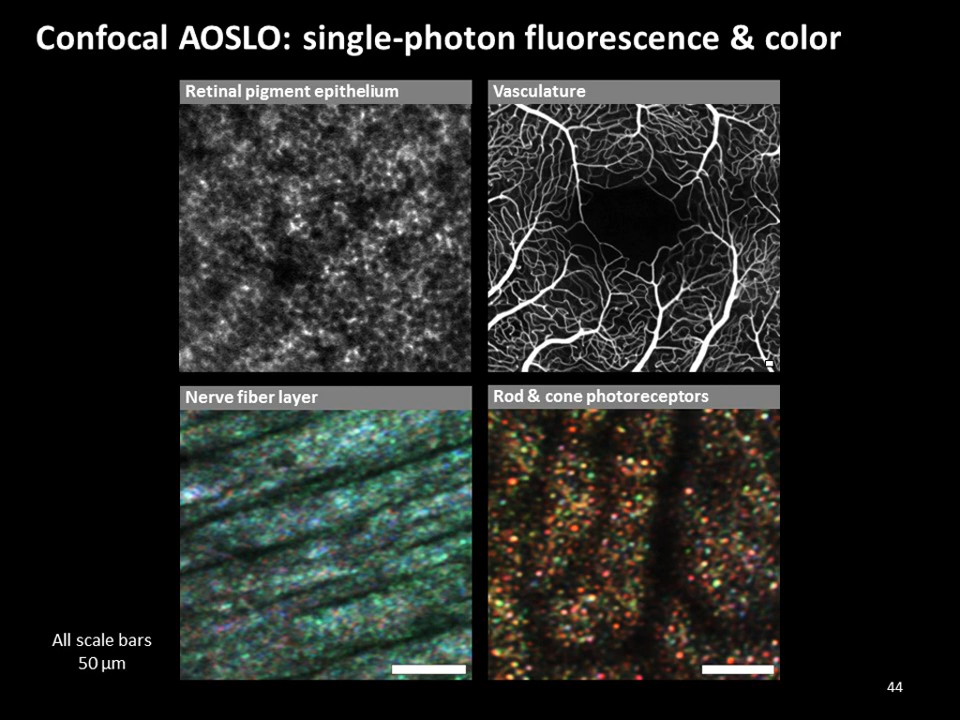 Confocal AOSLO: single-photon fluorescence & color
Retinal pigment epithelium
Vasculature
Nerve fiber layer
Rod & cone photoreceptors
All scale bars
50 µm
44